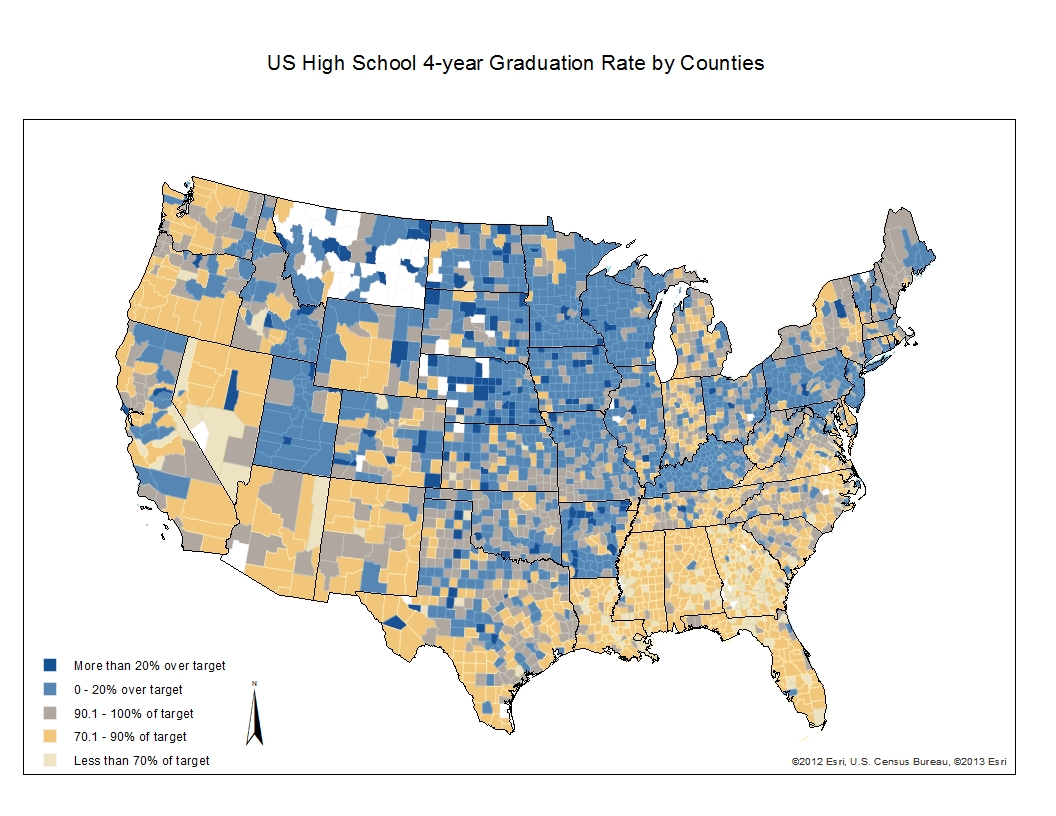 US High School 4-year Graduation Rate by Counties
More than 20% over target
0 - 20% over target
90.1 - 100% of target
70.1 - 90% of target
Less than 70% of target
N
©2012 Esri, U.S. Census Bureau, ©2013 Esri